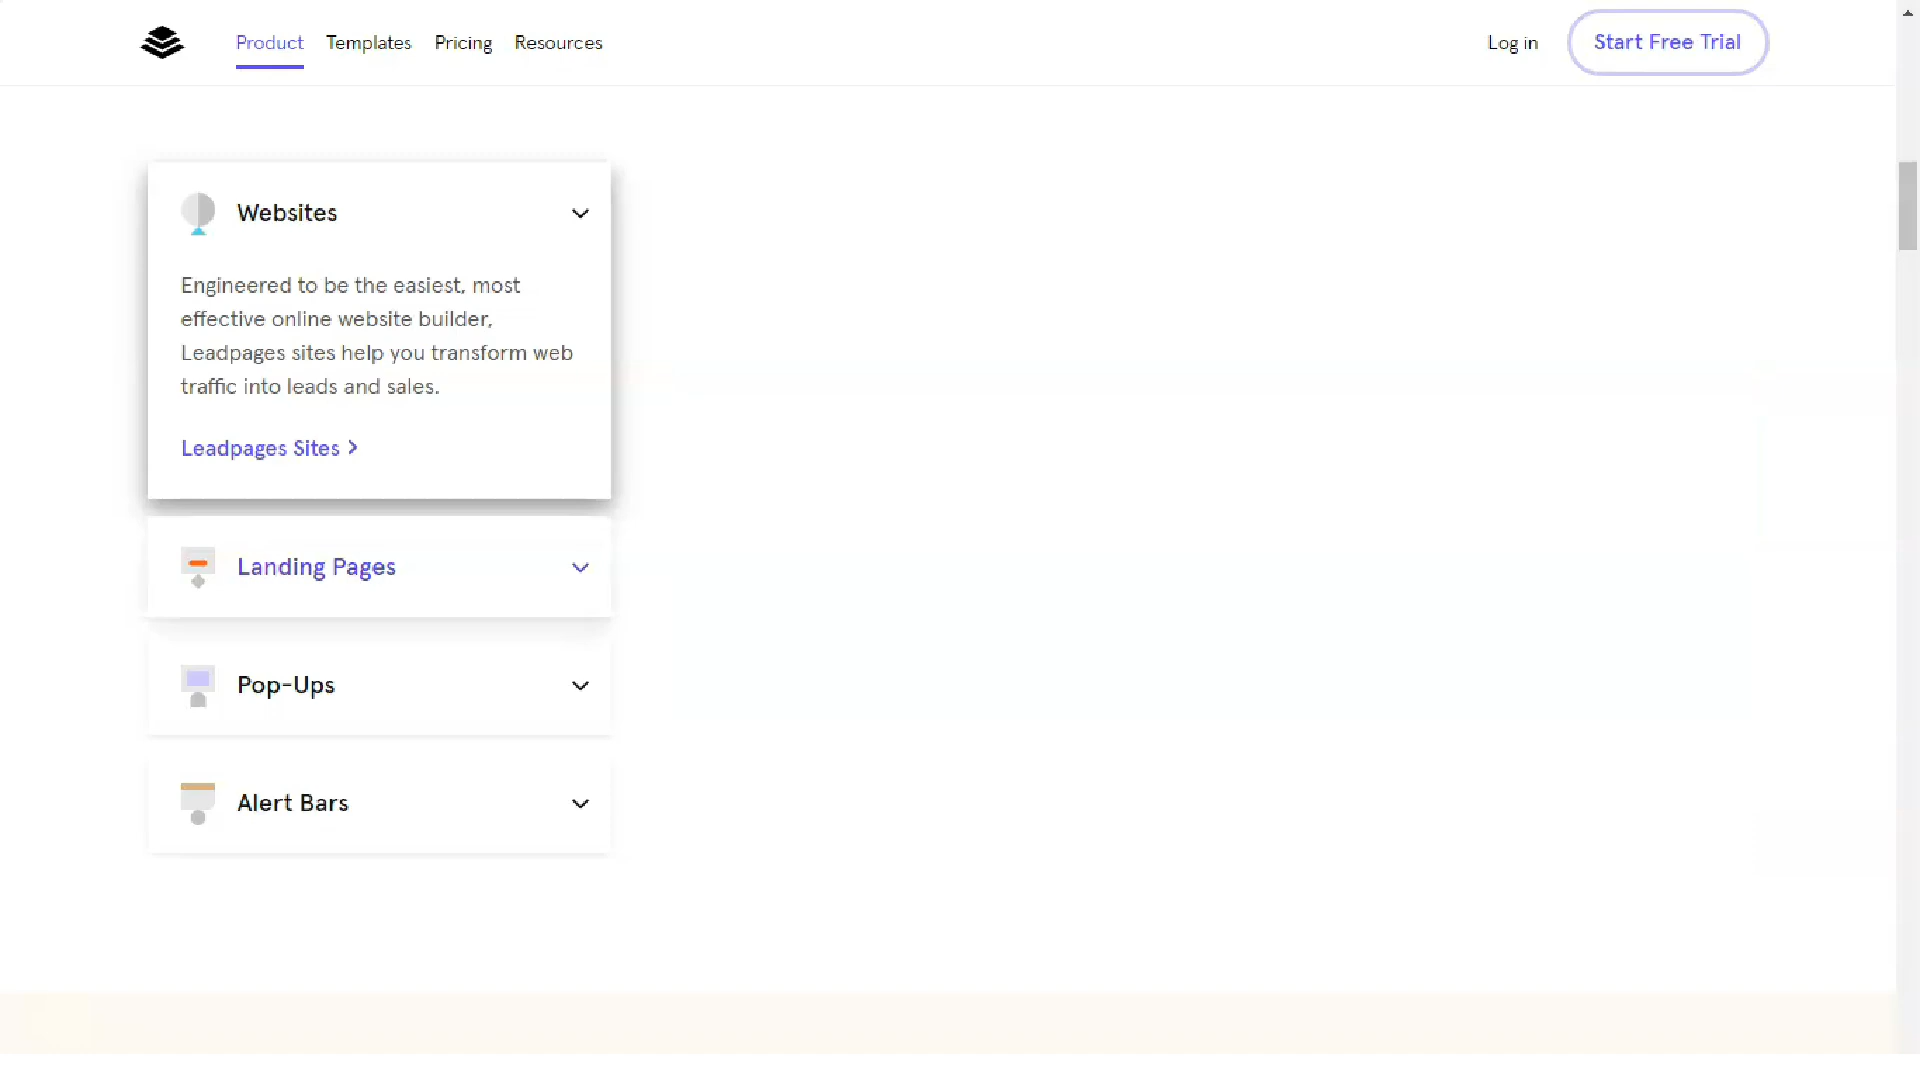 Product Templates Pricing Resources Log in Start Free Trial
Websites
Engineered to be the easiest, most
effective online website builder,
Leadpages sites help you transform web
traffic into leads and sales.
Leadpages Sites
Landing Pages
Pop-Ups
Alert Bars